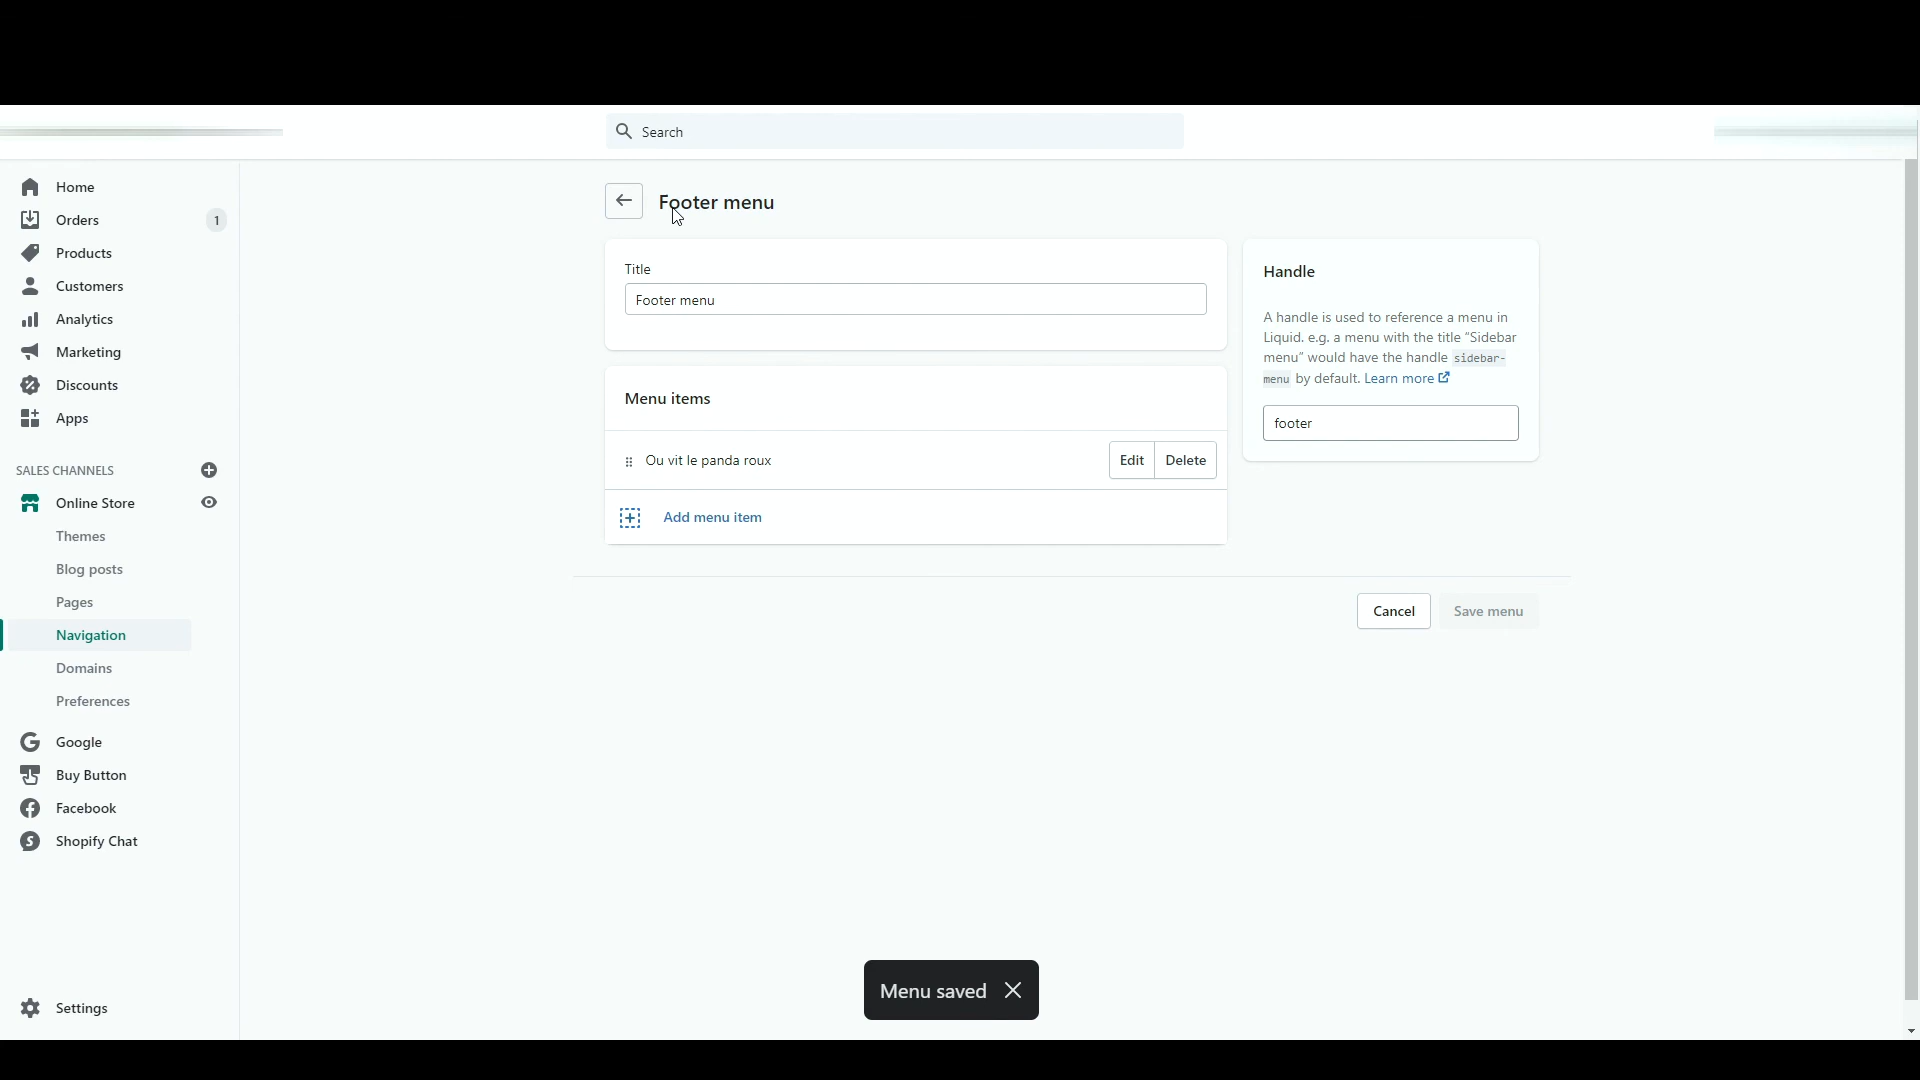 Search
Home
Orders 1
Products
Customers
Analytics
Marketing
Discounts
Apps
SALES CHANNELS
Online Store
Themes
Blog posts
Pages
Navigation
Domains
Preferences
Google
Buy Button
Facebook
Shopify Chat
Settings
Footer menu
Title
Footer menu
Menu items
Ou vit le panda roux Edit Delete
Add menu item
Handle
A handle is used to reference a menu in
Liquid. e.g. a menu with the title “Sidebar
menu” would have the handle sidebar-
menu by default. Learn more
footer
Cancel Save menu
Menu saved